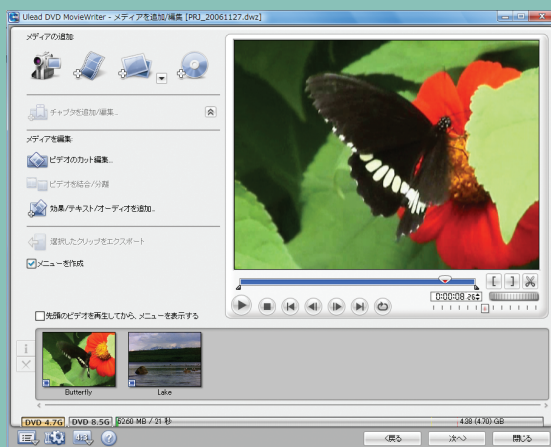 Ulead DVD MovieWriter - メディアを追加/編集 [PRJ_20061127.dwz]
メディアの追加:
チャプタを追加/編集...
メディアを編集:
ビデオのカット編集...
ビデオを結合/分離
効果/テキスト/オーディオを追加...
選択したクリップをエクスポート
メニューを作成
0:00:08.26
先頭のビデオを再生してから、メニューを表示する
Butterfly
Lake
DVD 4.7G DVD 8.5G 5260 MB / 21 秒 4.38 (4.70) GB
4:3 <戻る 次へ> 閉じる